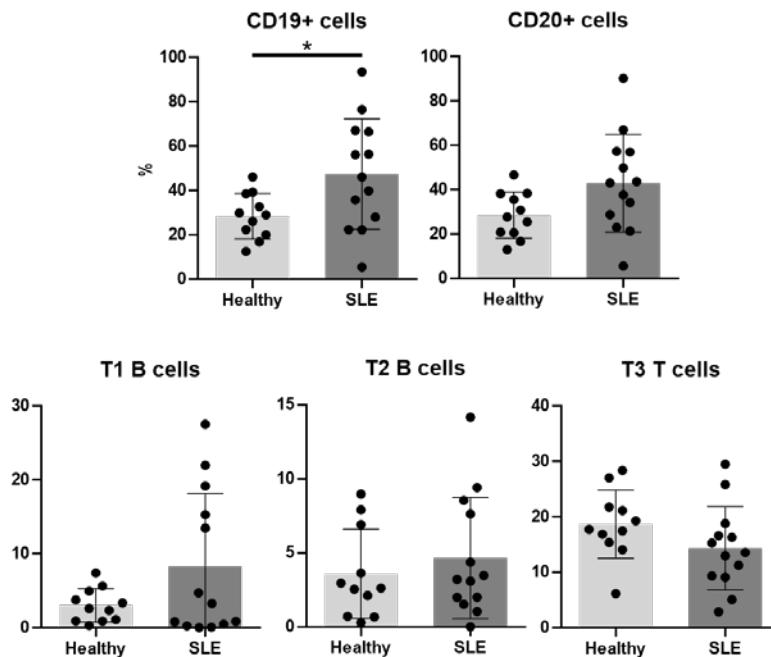 CD19+ cells
CD20+ cells
*
100
80
60
40
20
0
%
Healthy
SLE
100
80
60
40
20
0
Healthy
SLE
T1 B cells
T2 B cells
T3 T cells
30
20
10
0
Healthy
SLE
15
10
5
0
Healthy
SLE
40
30
20
10
0
Healthy
SLE